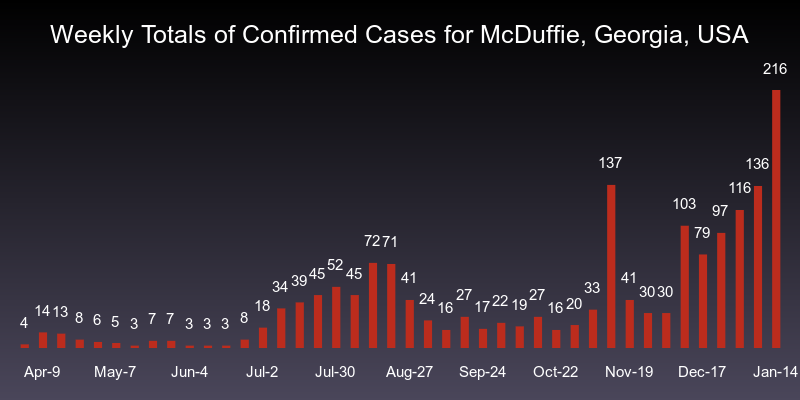 Weekly Totals of Confirmed Cases for McDuffie, Georgia, USA
4 14 13 8 6 5 3 7 7 3 3 3 8 18 34 39 45 52 45 72 71 41 24 16 27 17 22 19 27 16 20 33 137 41 30 30 103 79 97 116 136 216
Apr-9 May-7 Jun-4 Jul-2 Jul-30 Aug-27 Sep-24 Oct-22 Nov-19 Dec-17 Jan-14